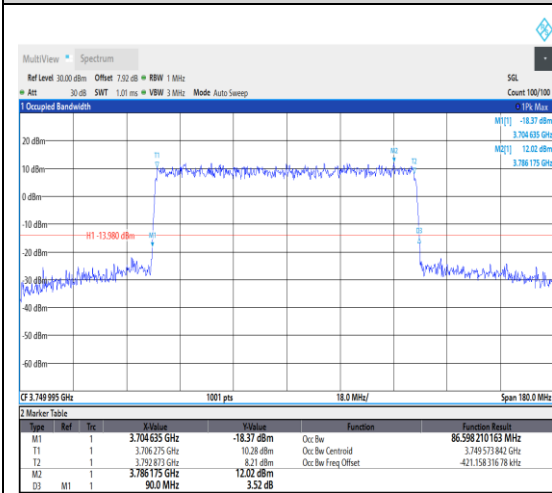 MultiView Spectrum
Ref Level 30.00 dBm Offset 7.92 dB RBW 1 MHz SGL
Att 30 dB SWT 1.01 ms VBW 3 MHz Mode Auto Sweep Count 100/100
1 Occupied Bandwidth 1Pk Max
M1[1] -18.37 dBm
3.704 635 GHz
M2[1] 12.02 dBm
3.786 175 GHz
20 dBm
T1
M2
T2
10 dBm
0 dBm
-10 dBm
H1 -13.980 dBm
M1
D3
-20 dBm
-30 dBm
-40 dBm
-50 dBm
-60 dBm
CF 3.749 995 GHz 1001 pts 18.0 MHz/ Span 180.0 MHz
2 Marker Table
Type Ref Trc X-Value Y-Value Function Function Result
M1 1 3.704 635 GHz -18.37 dBm Occ Bw 86.598 210 163 MHz
T1 1 3.706 275 GHz 10.28 dBm Occ Bw Centroid 3.749 573 842 GHz
T2 1 3.792 873 GHz 8.21 dBm Occ Bw Freq Offset -421.158 316 78 kHz
M2 1 3.786 175 GHz 12.02 dBm
D3 M1 1 90.0 MHz 3.52 dB